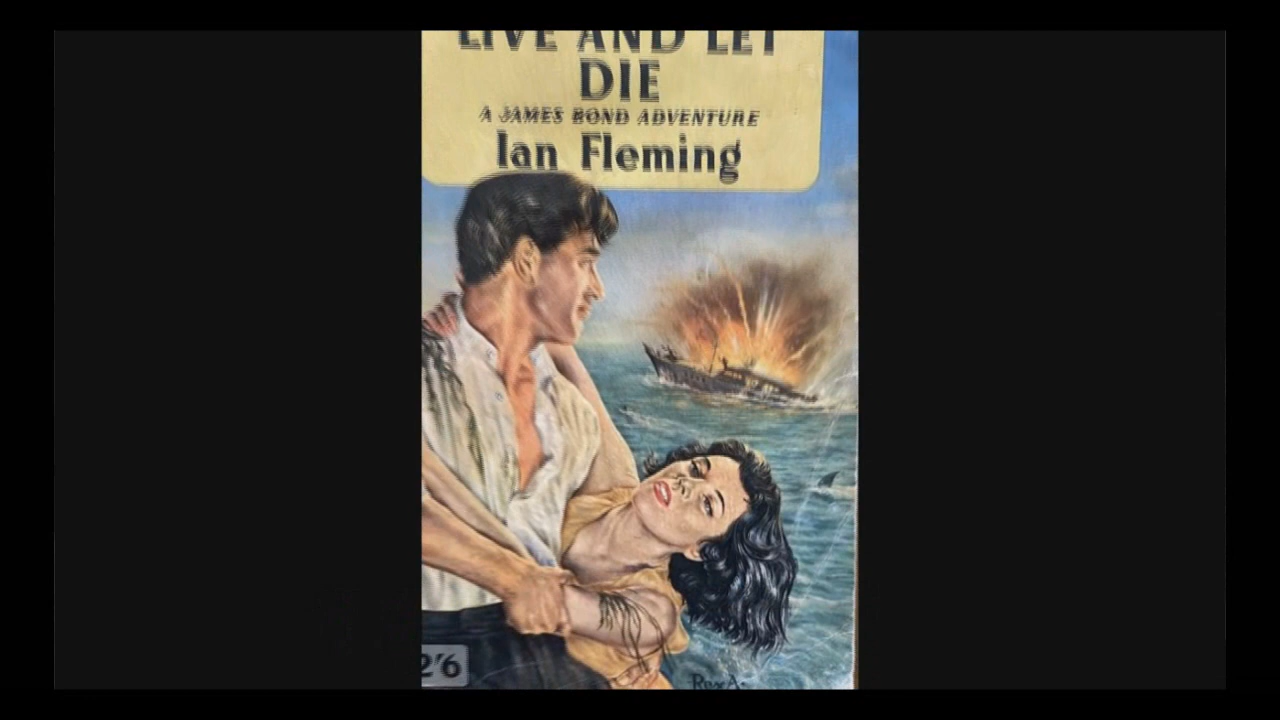 LIVE AND LET
DIE
A JAMES BOND ADVENTURE
Ian Fleming
2'6